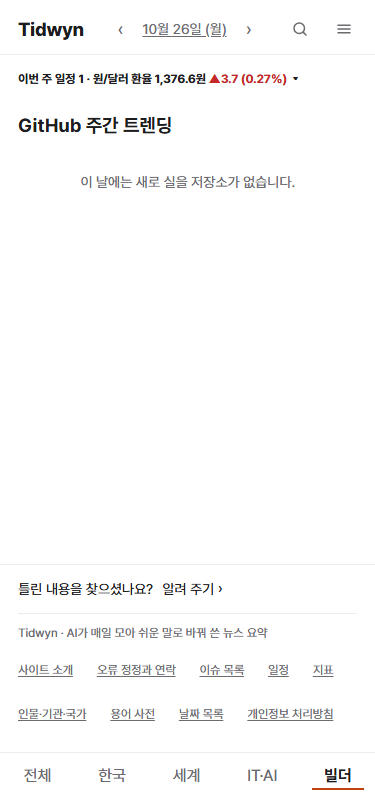 Tidwyn ‹ 10월 26일 (월) ›
이번 주 일정 1 · 원/달러 환율 1,376.6원 ▲3.7 (0.27%) ▾
GitHub 주간 트렌딩
이 날에는 새로 실을 저장소가 없습니다.
틀린 내용을 찾으셨나요? 알려 주기 ›
Tidwyn · AI가 매일 모아 쉬운 말로 바꿔 쓴 뉴스 요약
사이트 소개 오류 정정과 연락 이슈 목록 일정 지표
인물·기관·국가 용어 사전 날짜 목록 개인정보 처리방침
전체 한국 세계 IT·AI 빌더